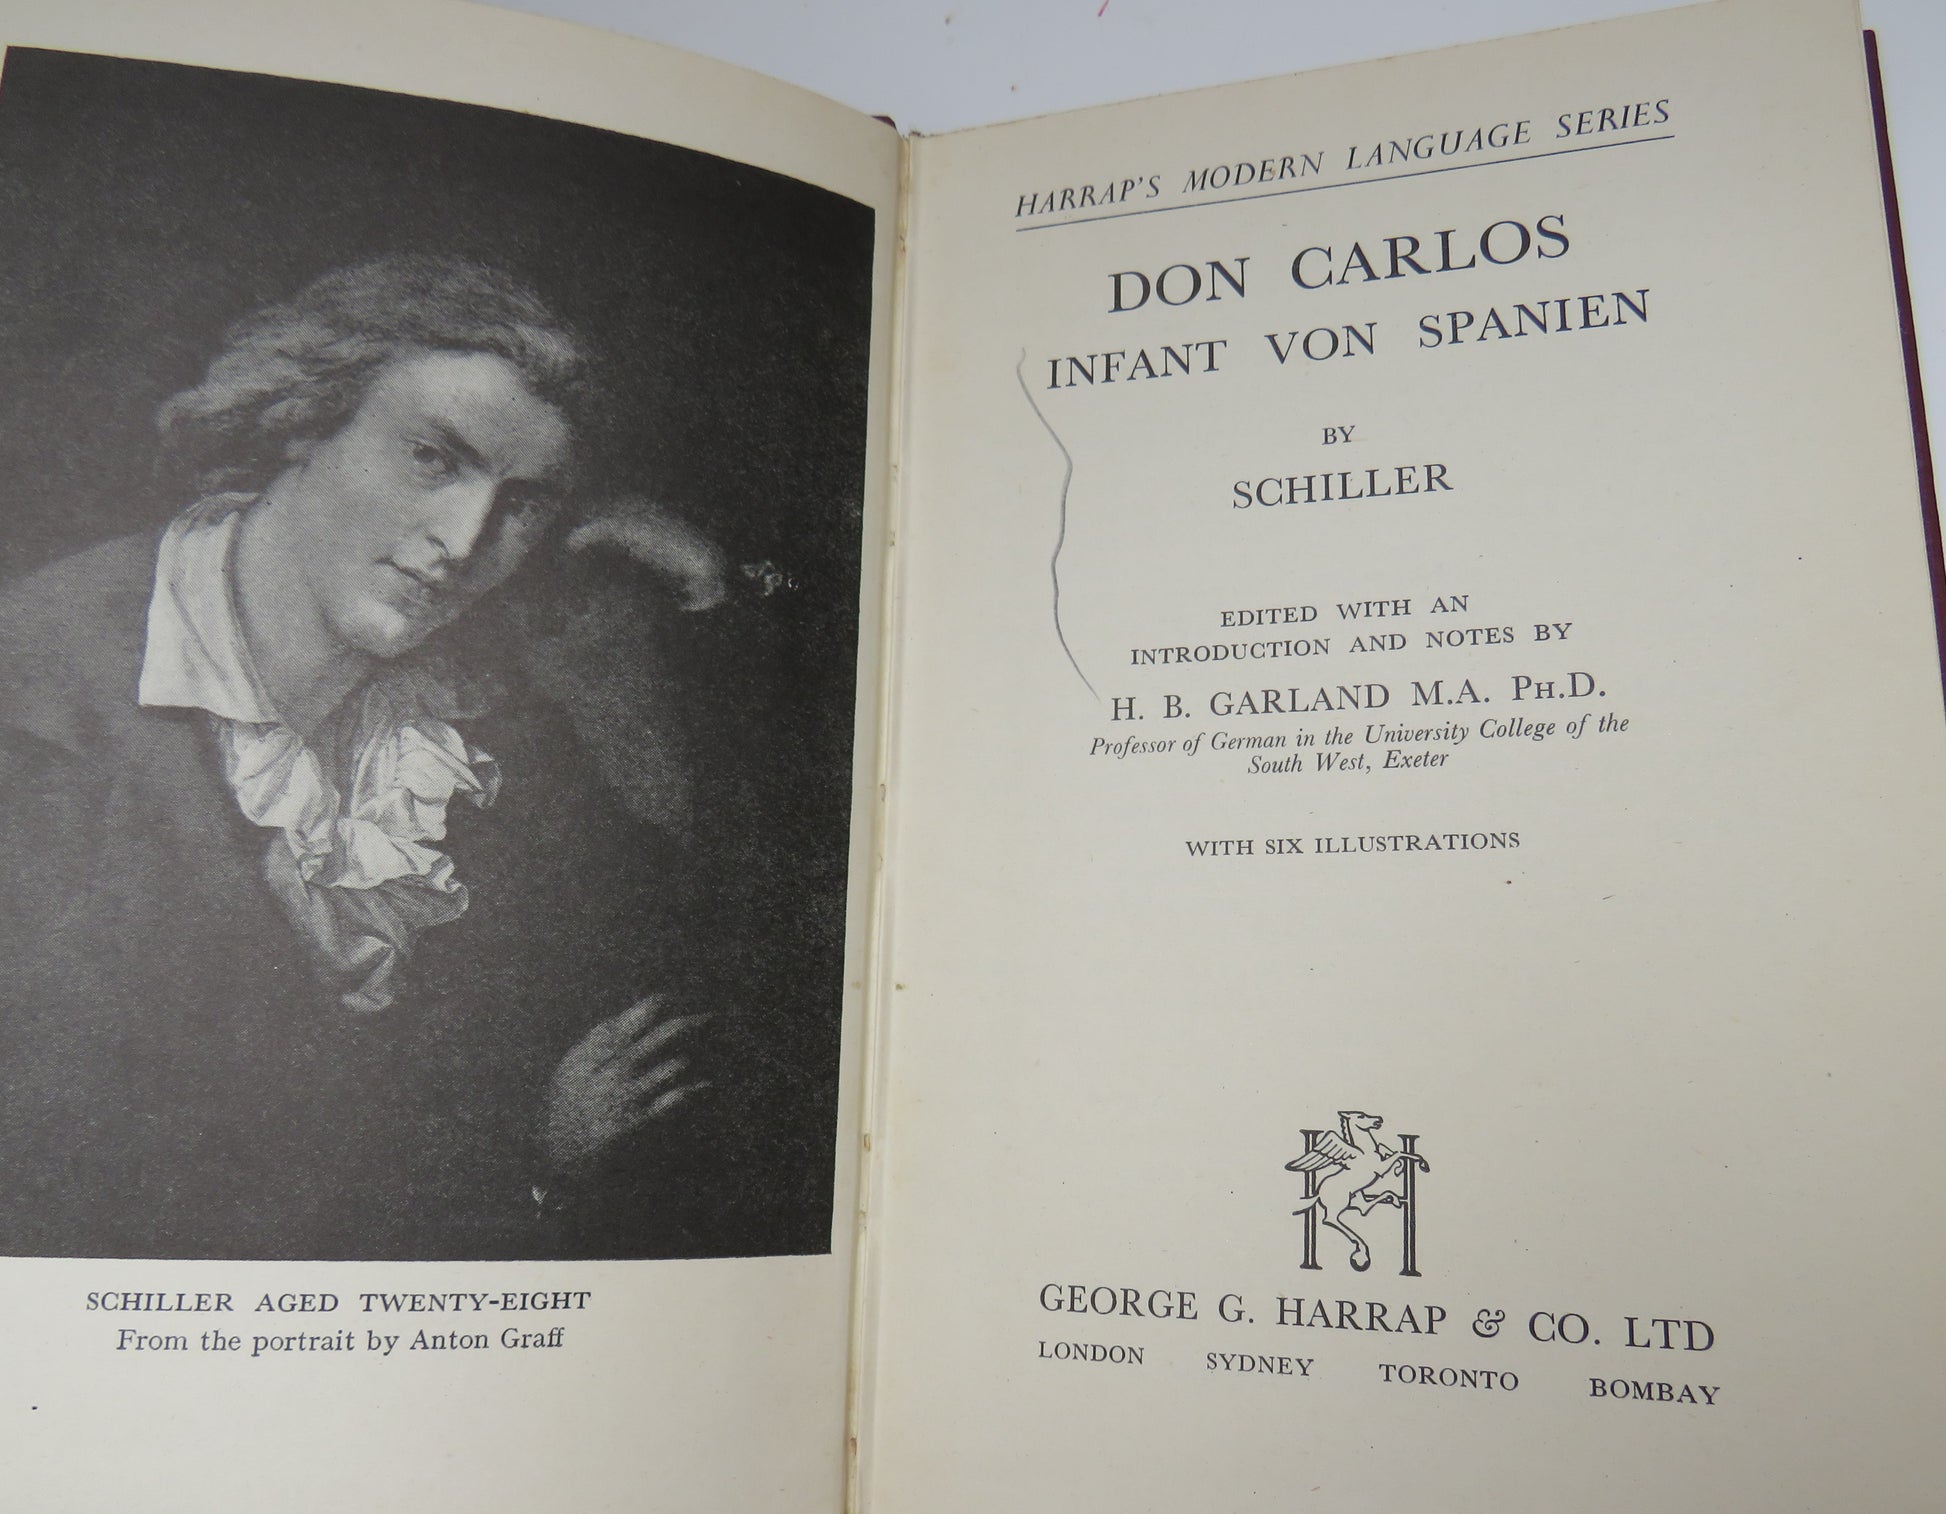 SCHILLER AGED TWENTY-EIGHT
From the portrait by Anton Graff
HARRAP'S MODERN LANGUAGE SERIES
DON CARLOS
INFANT VON SPANIEN
BY
SCHILLER
EDITED WITH AN
INTRODUCTION AND NOTES BY
H. B. GARLAND M.A. PH.D.
Professor of German in the University College of the
South West, Exeter
WITH SIX ILLUSTRATIONS
H
GEORGE G. HARRAP & CO. LTD
LONDON SYDNEY TORONTO BOMBAY